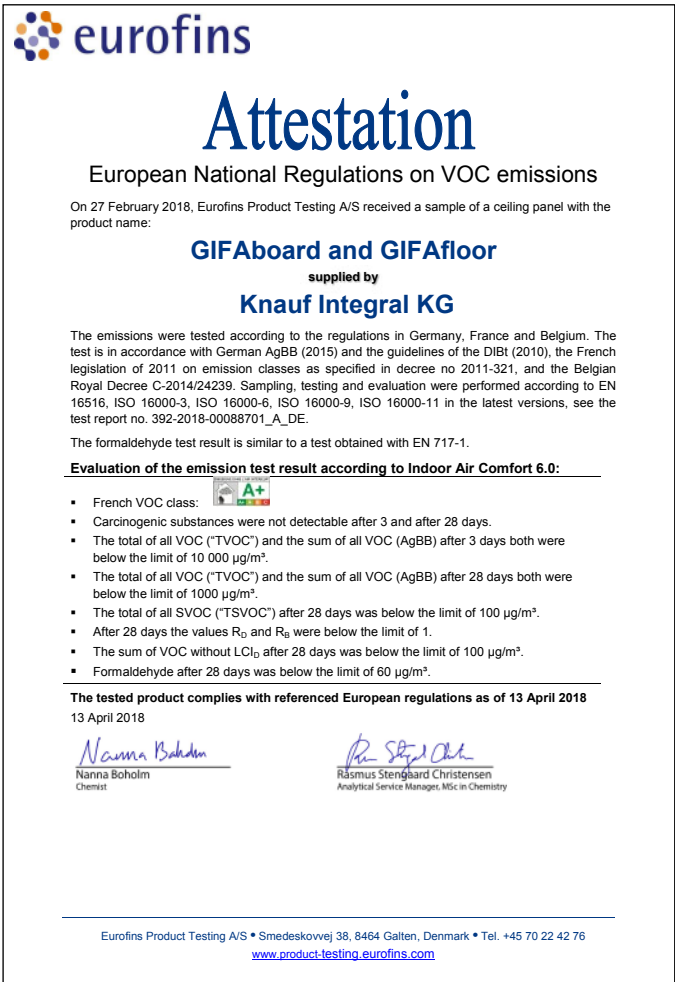 eurofins
Attestation
European National Regulations on VOC emissions
On 27 February 2018, Eurofins Product Testing A/S received a sample of a ceiling panel with the
product name:
GIFAboard and GIFAfloor
supplied by
Knauf Integral KG
The emissions were tested according to the regulations in Germany, France and Belgium. The
test is in accordance with German AgBB (2015) and the guidelines of the DIBt (2010), the French
legislation of 2011 on emission classes as specified in decree no 2011-321, and the Belgian
Royal Decree C-2014/24239. Sampling, testing and evaluation were performed according to EN
16516, ISO 16000-3, ISO 16000-6, ISO 16000-9, ISO 16000-11 in the latest versions, see the
test report no. 392-2018-00088701_A_DE.
The formaldehyde test result is similar to a test obtained with EN 717-1.
Evaluation of the emission test result according to Indoor Air Comfort 6.0:
▪ French VOC class: A+
▪ Carcinogenic substances were not detectable after 3 and after 28 days.
▪ The total of all VOC (“TVOC”) and the sum of all VOC (AgBB) after 3 days both were
below the limit of 10 000 µg/m³.
▪ The total of all VOC (“TVOC”) and the sum of all VOC (AgBB) after 28 days both were
below the limit of 1000 µg/m³.
▪ The total of all SVOC (“TSVOC”) after 28 days was below the limit of 100 µg/m³.
▪ After 28 days the values R_D and R_B were below the limit of 1.
▪ The sum of VOC without LCI_D after 28 days was below the limit of 100 µg/m³.
▪ Formaldehyde after 28 days was below the limit of 60 µg/m³.
The tested product complies with referenced European regulations as of 13 April 2018
13 April 2018
Nanna Boholm
Nanna Boholm
Chemist
Rasmus Stengaard Christensen
Analytical Service Manager, MSc in Chemistry
Eurofins Product Testing A/S • Smedeskovvej 38, 8464 Galten, Denmark • Tel. +45 70 22 42 76
www.product-testing.eurofins.com